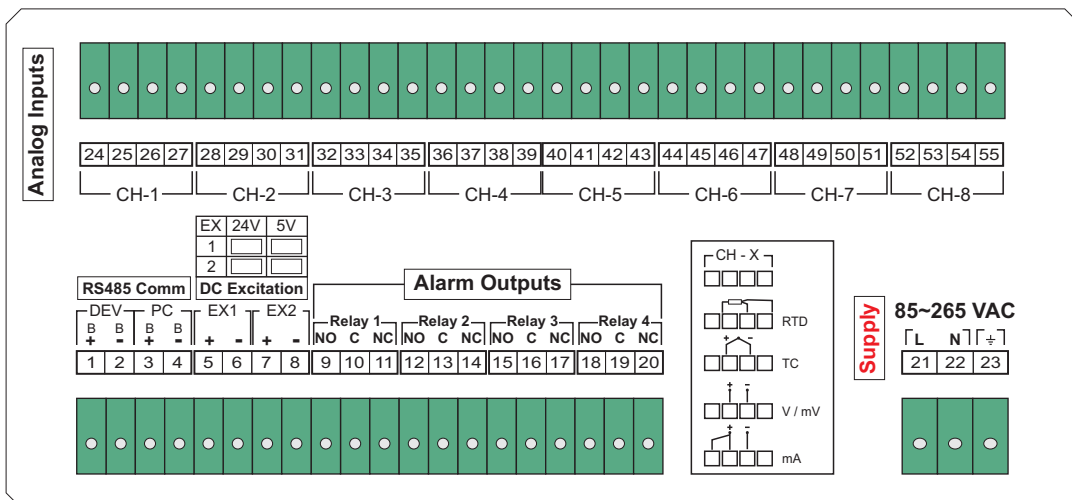 Analog Inputs
24 25 26 27 28 29 30 31 32 33 34 35 36 37 38 39 40 41 42 43 44 45 46 47 48 49 50 51 52 53 54 55
CH-1 CH-2 CH-3 CH-4 CH-5 CH-6 CH-7 CH-8
EX 24V 5V
1
2
RS485 Comm DC Excitation Alarm Outputs
DEV PC EX1 EX2 Relay 1 Relay 2 Relay 3 Relay 4
B B B B
+ - + - + - + - NO C NC NO C NC NO C NC NO C NC
1 2 3 4 5 6 7 8 9 10 11 12 13 14 15 16 17 18 19 20
CH - X
RTD
+ -
TC
+ -
V / mV
+ -
mA
Supply
85~265 VAC
L N
21 22 23